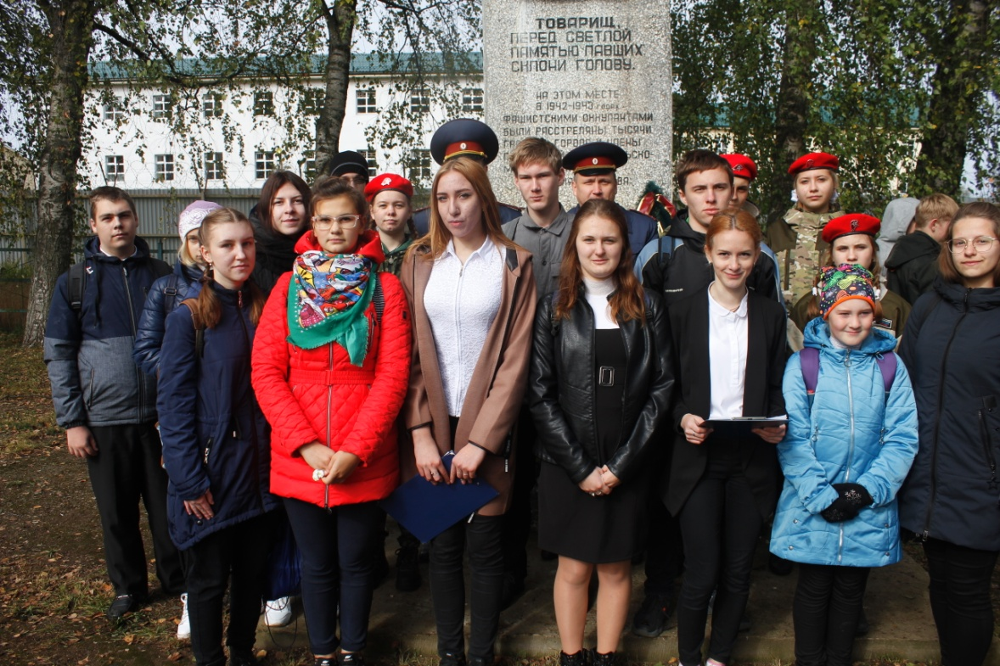 ТОВАРИЩ,
ПЕРЕД СВЕТЛОЙ
ПАМЯТЬЮ ПАВШИХ
СКЛОНИ ГОЛОВУ.
НА ЭТОМ МЕСТЕ
В 1942-1943 годах
ФАШИСТСКИМИ ОККУПАНТАМИ
БЫЛИ РАССТРЕЛЯНЫ ТЫСЯЧИ